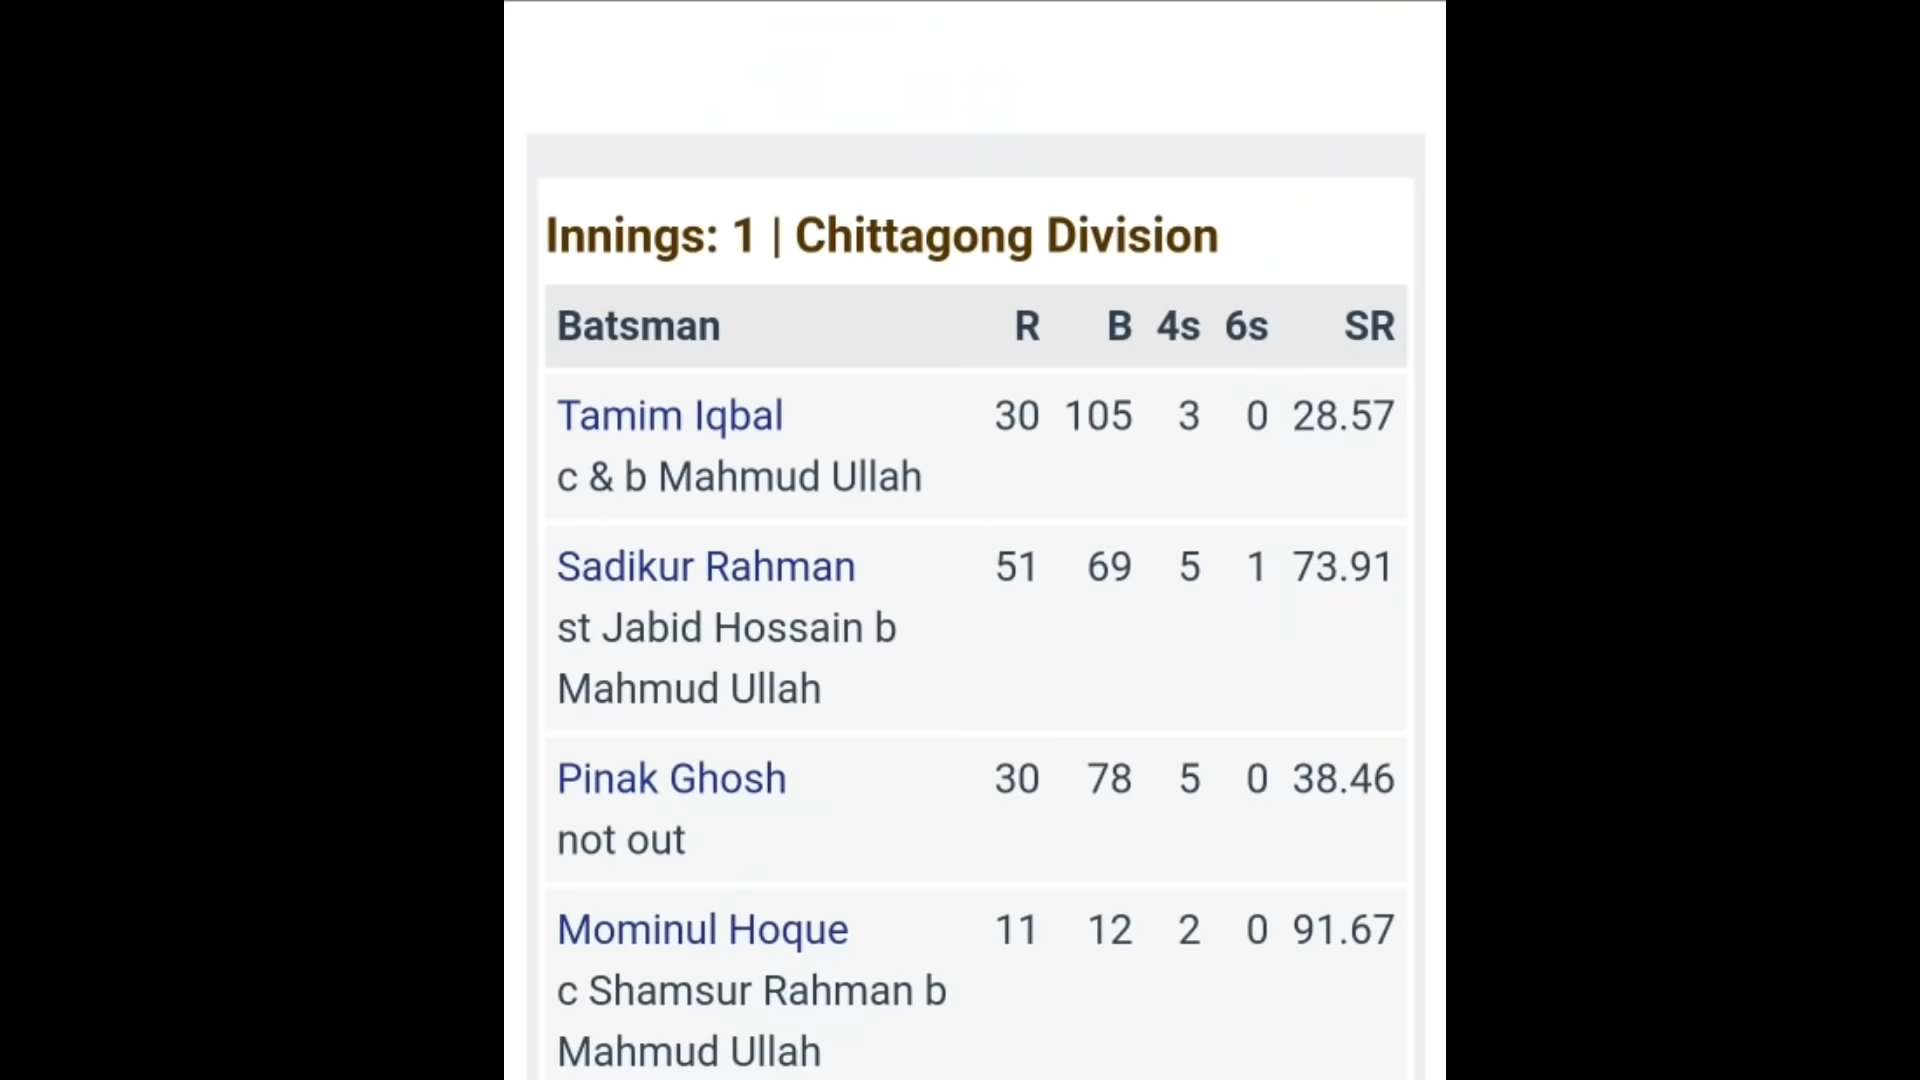 Innings: 1 | Chittagong Division
Batsman R B 4s 6s SR
Tamim Iqbal 30 105 3 0 28.57
c & b Mahmud Ullah
Sadikur Rahman 51 69 5 1 73.91
st Jabid Hossain b
Mahmud Ullah
Pinak Ghosh 30 78 5 0 38.46
not out
Mominul Hoque 11 12 2 0 91.67
c Shamsur Rahman b
Mahmud Ullah